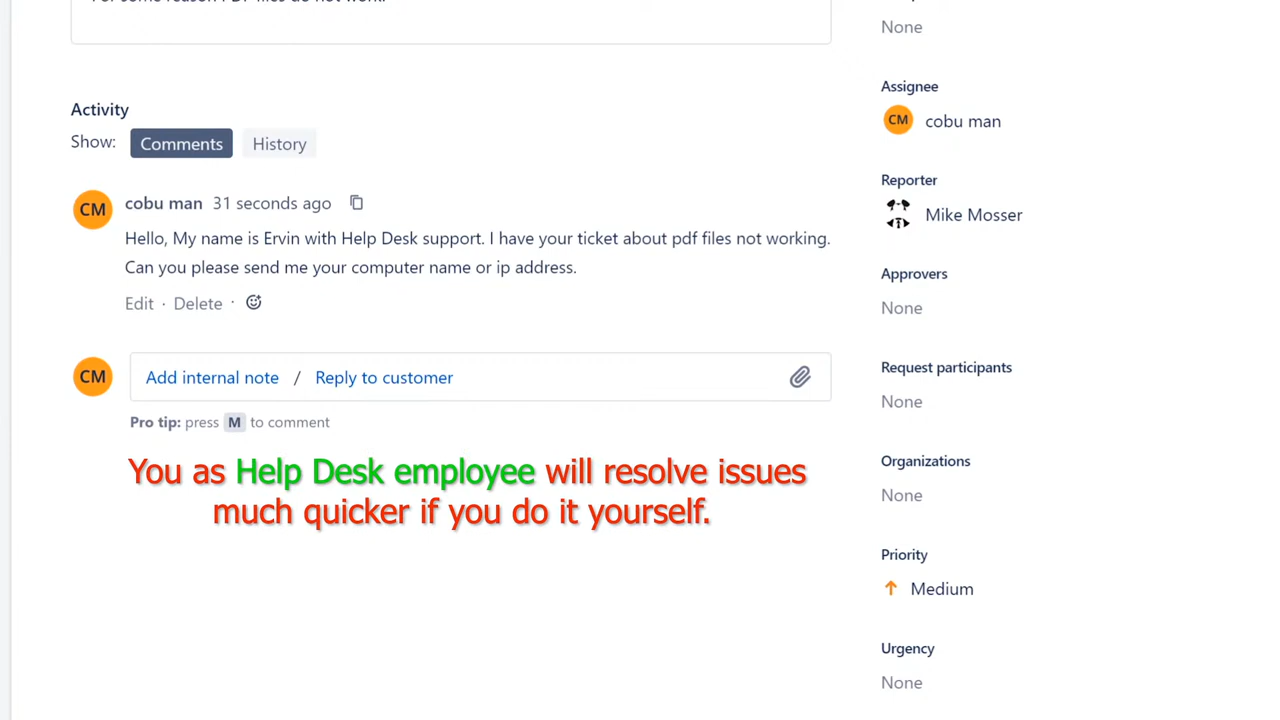 None
Assignee
CM cobu man
Reporter
Mike Mosser
Approvers
None
Request participants
None
Organizations
None
Priority
Medium
Urgency
None
Activity
Show: Comments History
CM cobu man 31 seconds ago
Hello, My name is Ervin with Help Desk support. I have your ticket about pdf files not working.
Can you please send me your computer name or ip address.
Edit · Delete ·
CM Add internal note / Reply to customer
Pro tip: press M to comment
You as Help Desk employee will resolve issues
much quicker if you do it yourself.